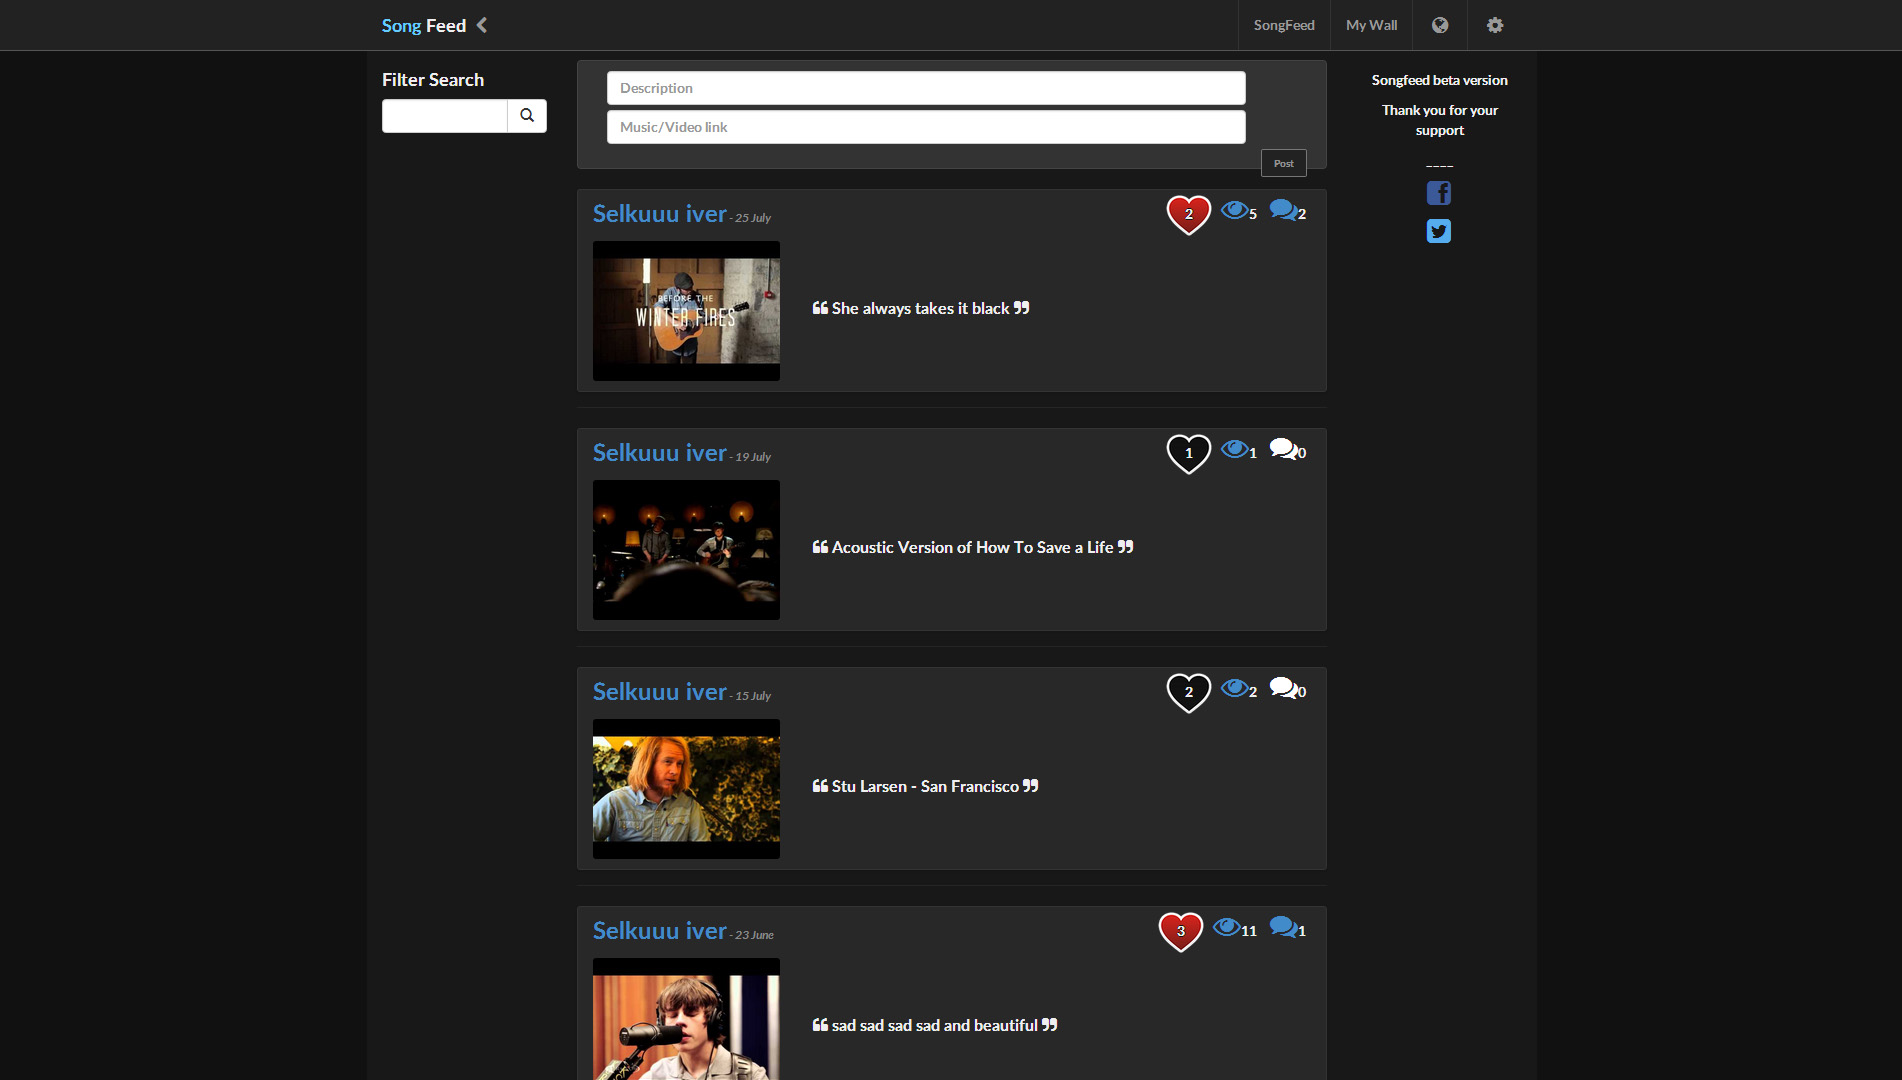 Song Feed
SongFeed
My Wall
Filter Search
Description
Music/Video link
Post
Songfeed beta version
Thank you for your
support
____
Selkuuu iver - 25 July
2
5
2
BEFORE THE
WINTER FIRES
❝ She always takes it black ❞
Selkuuu iver - 19 July
1
1
0
❝ Acoustic Version of How To Save a Life ❞
Selkuuu iver - 15 July
2
2
0
❝ Stu Larsen - San Francisco ❞
Selkuuu iver - 23 June
3
11
1
❝ sad sad sad sad and beautiful ❞